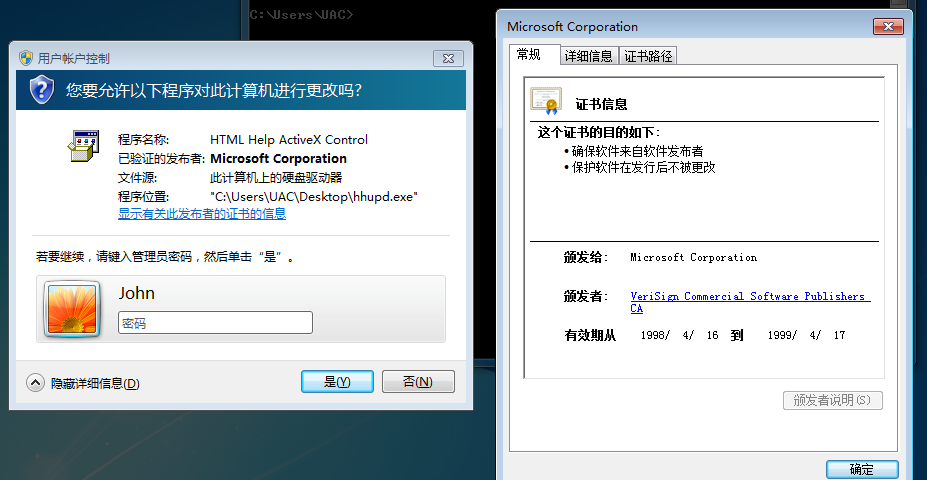 C:\Users\UAC>
用户帐户控制
您要允许以下程序对此计算机进行更改吗?
程序名称: HTML Help ActiveX Control
已验证的发布者: Microsoft Corporation
文件源: 此计算机上的硬盘驱动器
程序位置: "C:\Users\UAC\Desktop\hhupd.exe"
显示有关此发布者的证书的信息
若要继续，请键入管理员密码，然后单击“是”。
John
密码
隐藏详细信息(D)
是(Y)
否(N)
Microsoft Corporation
常规 详细信息 证书路径
证书信息
这个证书的目的如下:
•确保软件来自软件发布者
•保护软件在发行后不被更改
颁发给: Microsoft Corporation
颁发者: VeriSign Commercial Software Publishers
CA
有效期从 1998/ 4/ 16 到 1999/ 4/ 17
颁发者说明(S)
确定